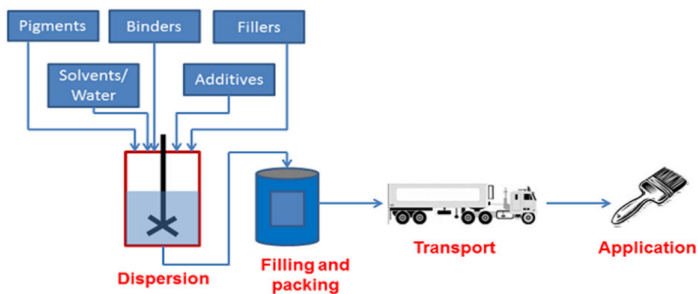 Pigments
Binders
Fillers
Solvents/
Water
Additives
Dispersion
Filling and
packing
Transport
Application